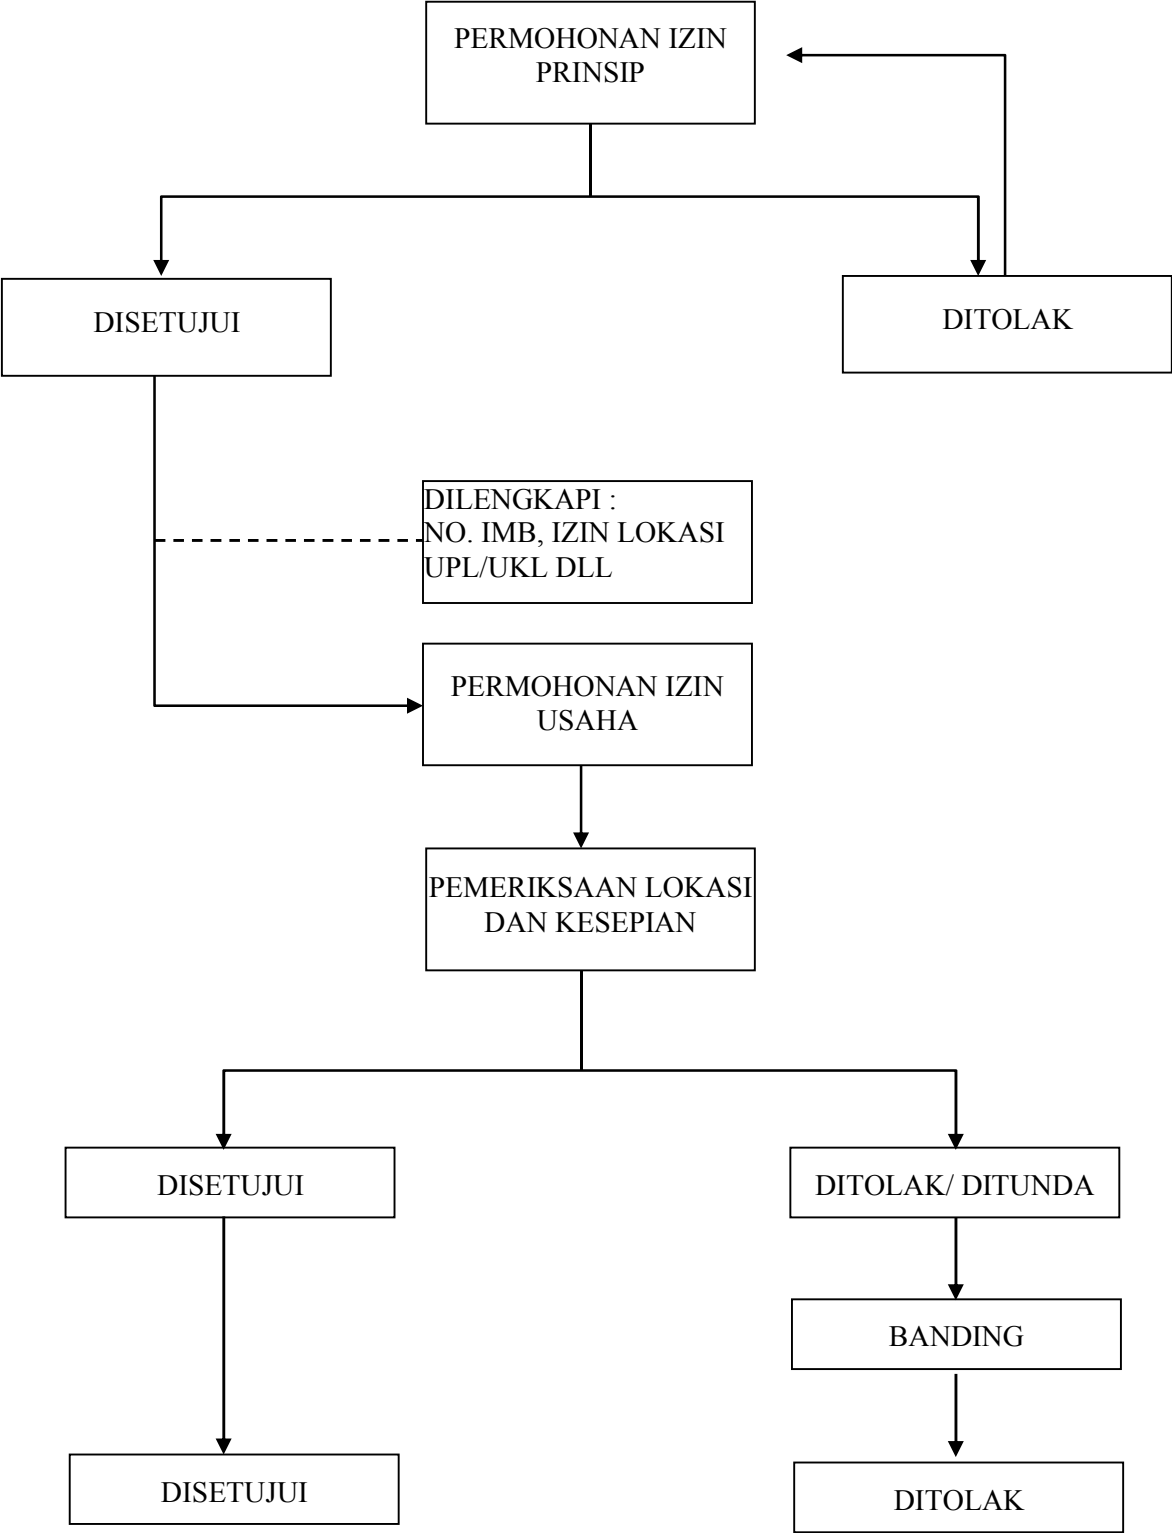 PERMOHONAN IZIN
PRINSIP
DISETUJUI
DITOLAK
DILENGKAPI :
NO. IMB, IZIN LOKASI
UPL/UKL DLL
PERMOHONAN IZIN
USAHA
PEMERIKSAAN LOKASI
DAN KESEPIAN
DISETUJUI
DITOLAK/ DITUNDA
BANDING
DISETUJUI
DITOLAK